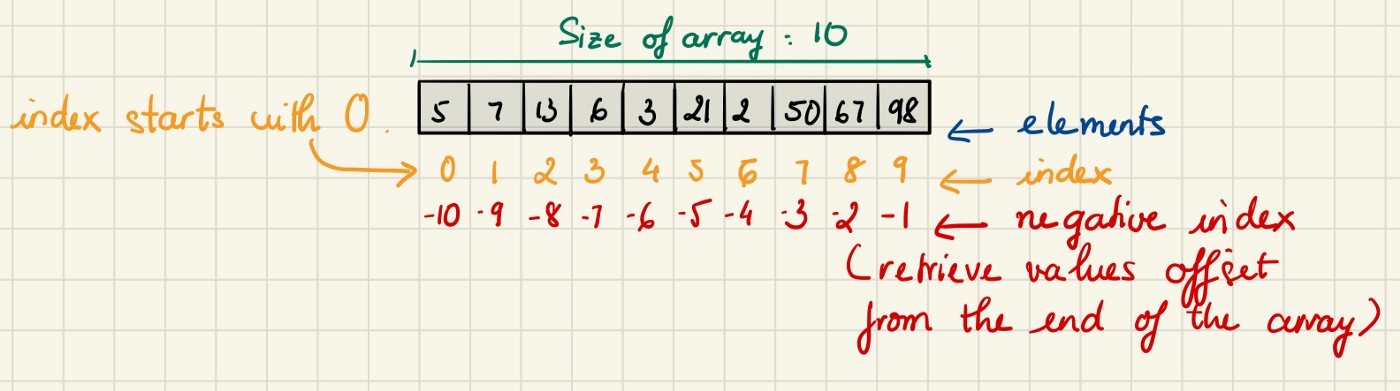 Size of array : 10
index starts with 0.
5 7 13 6 3 21 2 50 67 98
elements
0 1 2 3 4 5 6 7 8 9
index
-10 -9 -8 -7 -6 -5 -4 -3 -2 -1
negative index
(retrieve values offset
from the end of the array)